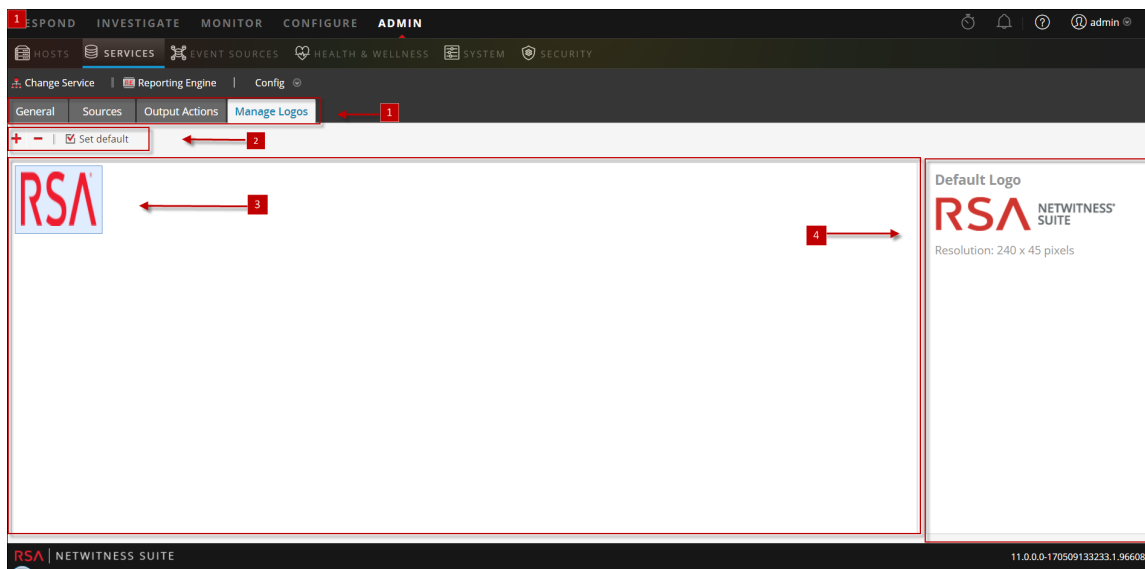 1 ESPOND INVESTIGATE MONITOR CONFIGURE ADMIN admin
HOSTS SERVICES EVENT SOURCES HEALTH & WELLNESS SYSTEM SECURITY
Change Service RE Reporting Engine Config
General Sources Output Actions Manage Logos 1
Set default 2
RSA 3
4
Default Logo
RSA NETWITNESS® SUITE
Resolution: 240 x 45 pixels
RSA NETWITNESS SUITE 11.0.0.0-170509133233.1.96608